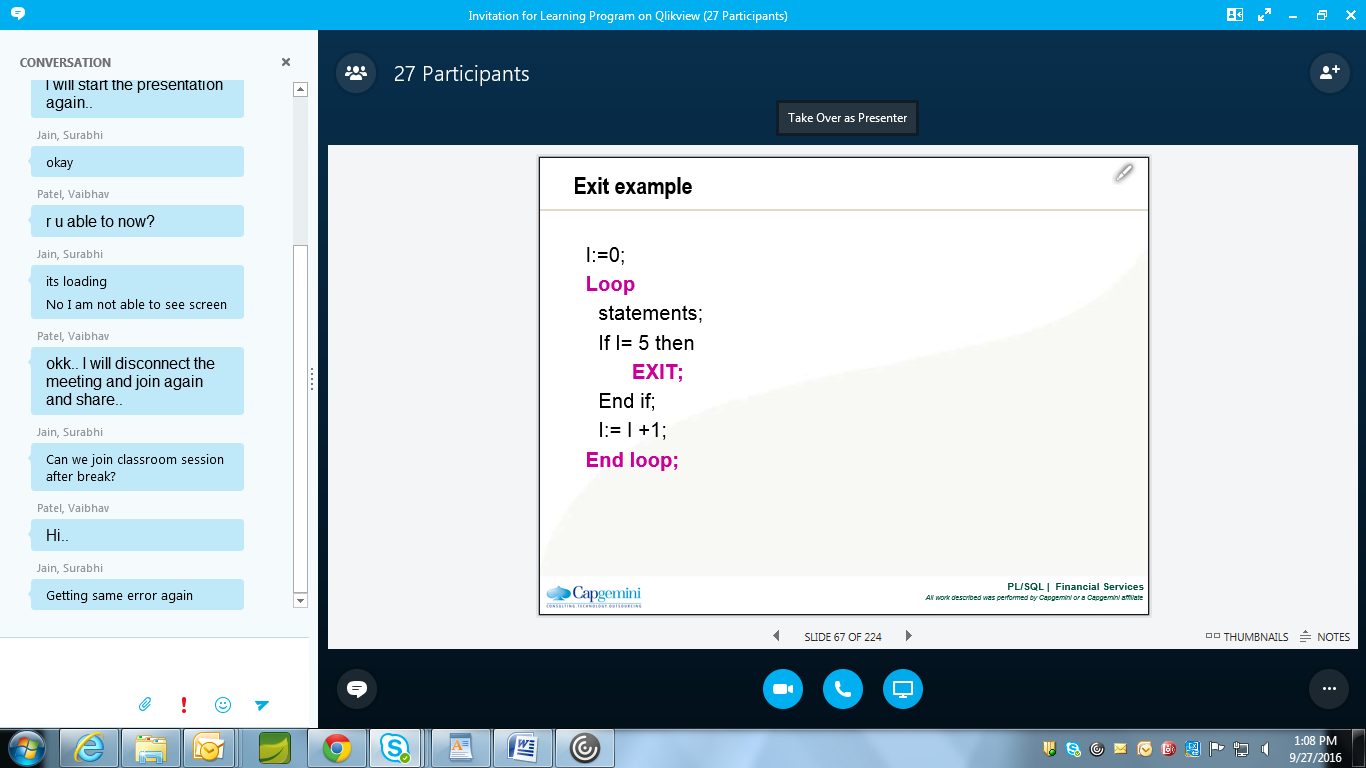 Invitation for Learning Program on Qlikview (27 Participants)
CONVERSATION
I will start the presentation
again..
Jain, Surabhi
okay
Patel, Vaibhav
r u able to now?
Jain, Surabhi
its loading
No I am not able to see screen
Patel, Vaibhav
okk.. I will disconnect the
meeting and join again
and share..
Jain, Surabhi
Can we join classroom session
after break?
Patel, Vaibhav
Hi..
Jain, Surabhi
Getting same error again
27 Participants
Take Over as Presenter
Exit example
I:=0;
Loop
statements;
If I= 5 then
EXIT;
End if;
I:= I +1;
End loop;
Capgemini
CONSULTING.TECHNOLOGY.OUTSOURCING
PL/SQL | Financial Services
All work described was performed by Capgemini or a Capgemini affiliate
SLIDE 67 OF 224
THUMBNAILS
NOTES
1:08 PM
9/27/2016